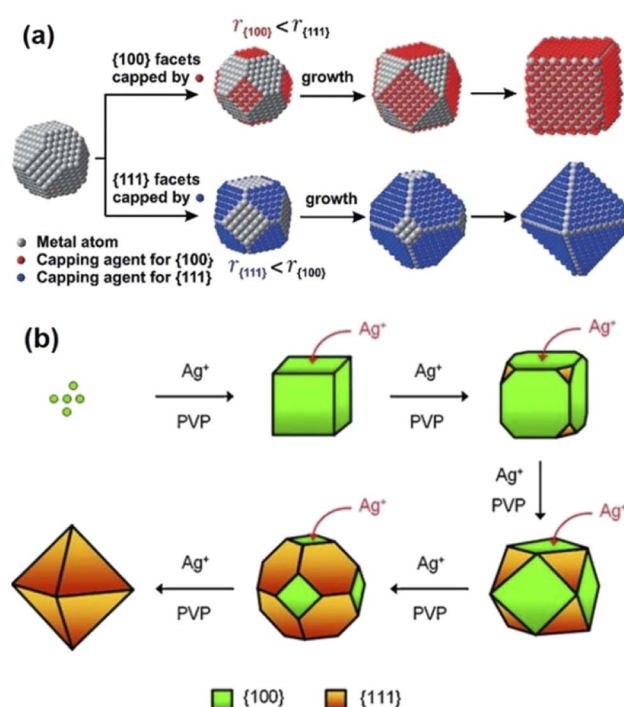 (a)
r{100} < r{111}
{100} facets
capped by
growth
{111} facets
capped by
growth
Metal atom
Capping agent for {100}
Capping agent for {111}
r{111} < r{100}
(b)
Ag⁺
Ag⁺
PVP
Ag⁺
Ag⁺
PVP
Ag⁺
PVP
Ag⁺
Ag⁺
Ag⁺
PVP
Ag⁺
PVP
{100}
{111}